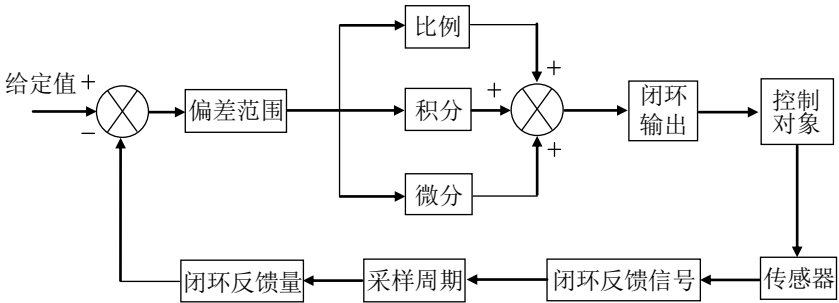 比例
给定值 +
+
偏差范围
积分
+
闭环
输出
控制
对象
−
+
微分
闭环反馈量
采样周期
闭环反馈信号
传感器